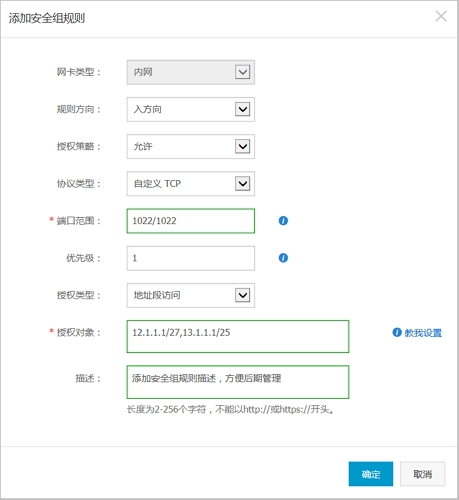 添加安全组规则
网卡类型： 内网
规则方向： 入方向
授权策略： 允许
协议类型： 自定义 TCP
* 端口范围： 1022/1022
优先级： 1
授权类型： 地址段访问
* 授权对象： 12.1.1.1/27,13.1.1.1/25 教我设置
描述： 添加安全组规则描述，方便后期管理
长度为2-256个字符，不能以http://或https://开头。
确定 取消